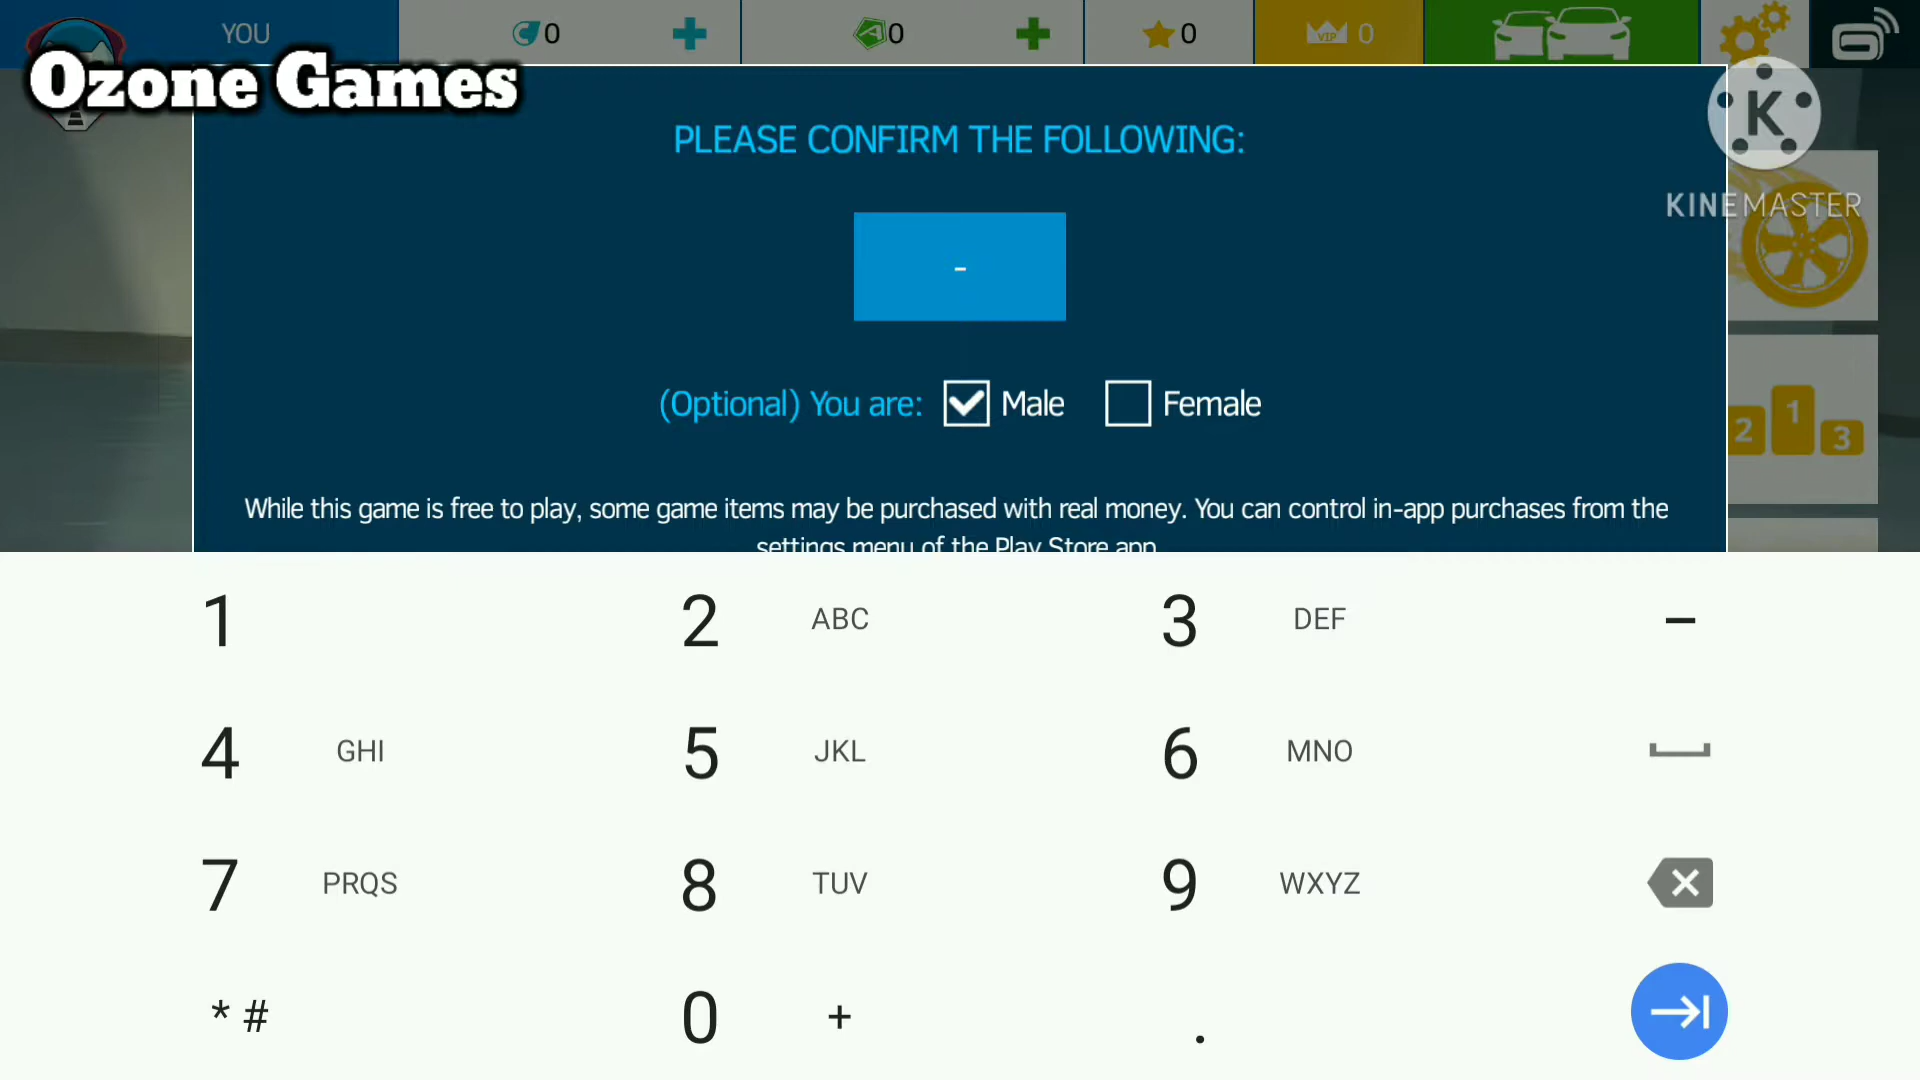 YOU 0 0 0 VIP 0
Ozone Games
K
KINEMASTER
PLEASE CONFIRM THE FOLLOWING:
-
(Optional) You are: Male Female
2 1 3
While this game is free to play, some game items may be purchased with real money. You can control in-app purchases from the
settings menu of the Play Store app
1 2 ABC 3 DEF –
4 GHI 5 JKL 6 MNO
7 PRQS 8 TUV 9 WXYZ
* # 0 + .